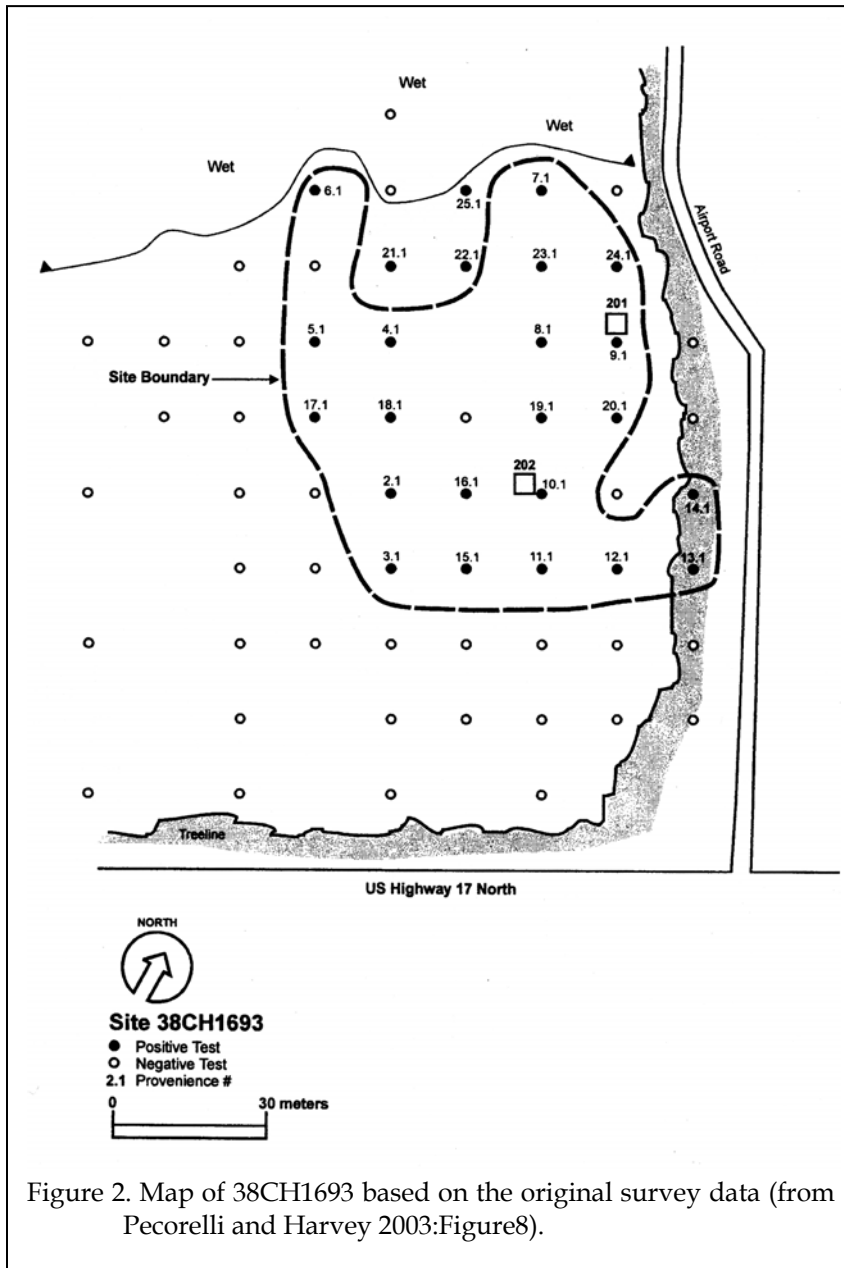 Wet
Wet
Wet
6.1
25.1
7.1
Airport Road
21.1
22.1
23.1
24.1
201
5.1
4.1
8.1
9.1
Site Boundary
17.1
18.1
19.1
20.1
202
2.1
16.1
10.1
14.1
3.1
15.1
11.1
12.1
13.1
Treeline
US Highway 17 North
NORTH
Site 38CH1693
Positive Test
Negative Test
2.1 Provenience #
0 30 meters
Figure 2. Map of 38CH1693 based on the original survey data (from
Pecorelli and Harvey 2003:Figure8).